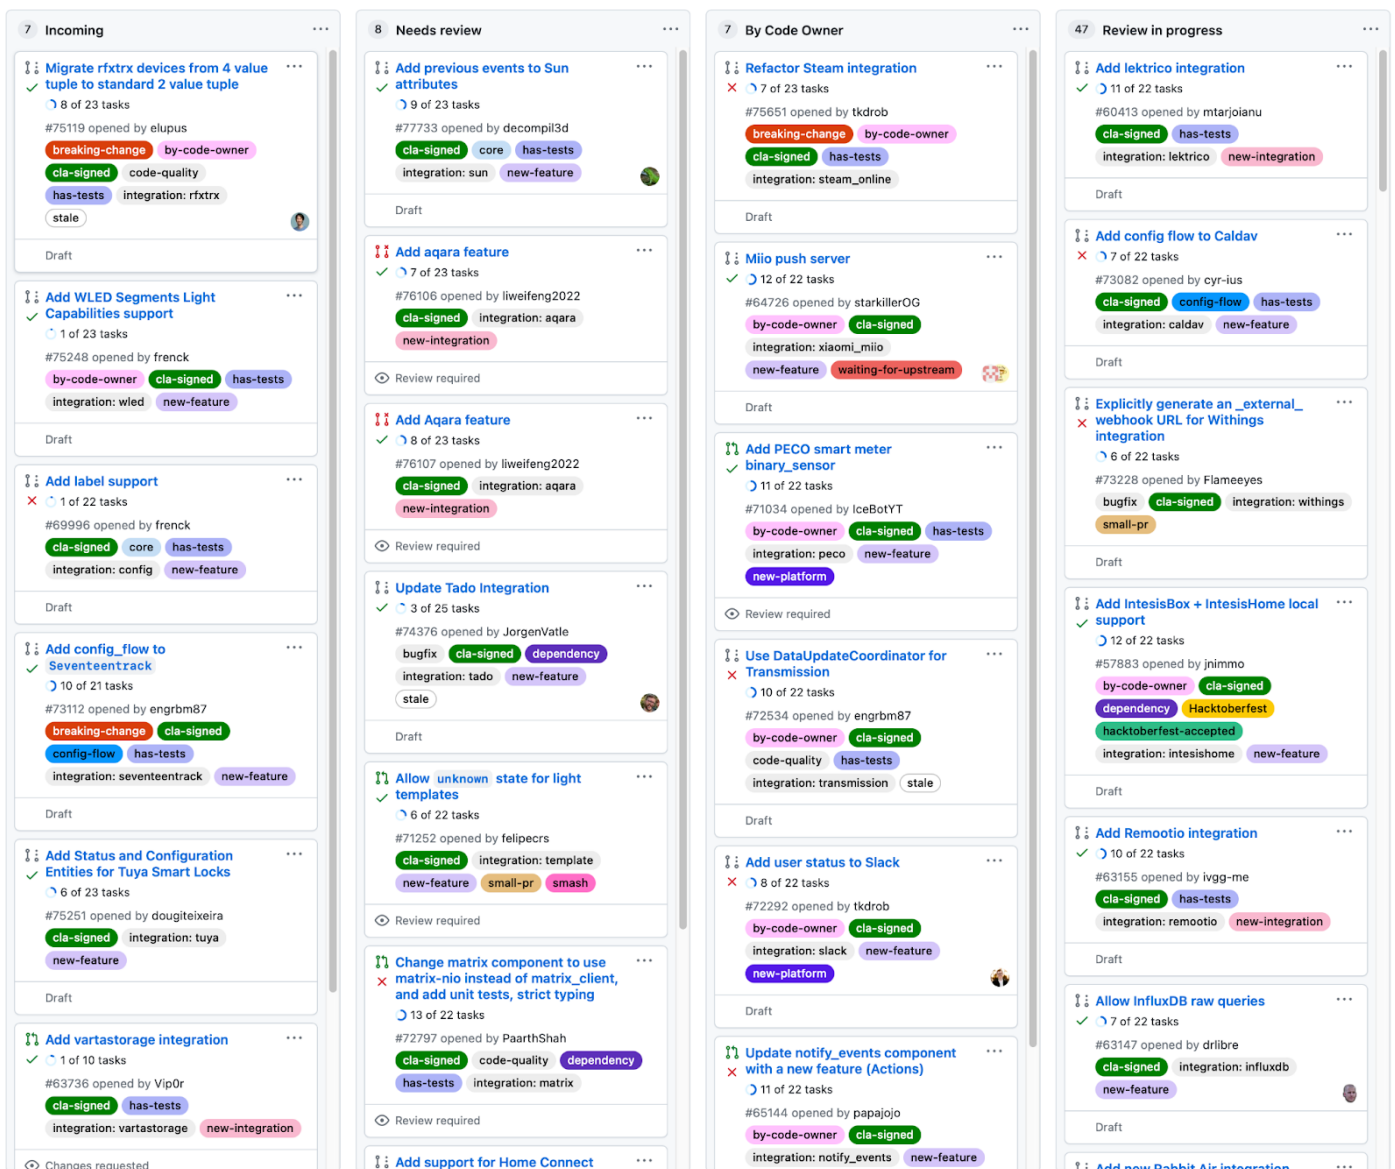 7 Incoming
Migrate rfxtrx devices from 4 value
tuple to standard 2 value tuple
8 of 23 tasks
#75119 opened by elupus
breaking-change by-code-owner
cla-signed code-quality
has-tests integration: rfxtrx
stale
Draft
Add WLED Segments Light
Capabilities support
1 of 23 tasks
#75248 opened by frenck
by-code-owner cla-signed has-tests
integration: wled new-feature
Draft
Add label support
1 of 22 tasks
#69996 opened by frenck
cla-signed core has-tests
integration: config new-feature
Draft
Add config_flow to
Seventeentrack
10 of 21 tasks
#73112 opened by engrbm87
breaking-change cla-signed
config-flow has-tests
integration: seventeentrack new-feature
Draft
Add Status and Configuration
Entities for Tuya Smart Locks
6 of 23 tasks
#75251 opened by dougiteixeira
cla-signed integration: tuya
new-feature
Draft
Add vartastorage integration
1 of 10 tasks
#63736 opened by Vip0r
cla-signed has-tests
integration: vartastorage new-integration
Changes requested
8 Needs review
Add previous events to Sun
attributes
9 of 23 tasks
#77733 opened by decompil3d
cla-signed core has-tests
integration: sun new-feature
Draft
Add aqara feature
7 of 23 tasks
#76106 opened by liweifeng2022
cla-signed integration: aqara
new-integration
Review required
Add Aqara feature
8 of 23 tasks
#76107 opened by liweifeng2022
cla-signed integration: aqara
new-integration
Review required
Update Tado Integration
3 of 25 tasks
#74376 opened by JorgenVatle
bugfix cla-signed dependency
integration: tado new-feature
stale
Draft
Allow unknown state for light
templates
6 of 22 tasks
#71252 opened by felipecrs
cla-signed integration: template
new-feature small-pr smash
Review required
Change matrix component to use
matrix-nio instead of matrix_client,
and add unit tests, strict typing
13 of 22 tasks
#72797 opened by PaarthShah
cla-signed code-quality dependency
has-tests integration: matrix
Review required
Add support for Home Connect
7 By Code Owner
Refactor Steam integration
7 of 23 tasks
#75651 opened by tkdrob
breaking-change by-code-owner
cla-signed has-tests
integration: steam_online
Draft
Miio push server
12 of 22 tasks
#64726 opened by starkillerOG
by-code-owner cla-signed
integration: xiaomi_miio
new-feature waiting-for-upstream
Draft
Add PECO smart meter
binary_sensor
11 of 22 tasks
#71034 opened by IceBotYT
by-code-owner cla-signed has-tests
integration: peco new-feature
new-platform
Review required
Use DataUpdateCoordinator for
Transmission
10 of 22 tasks
#72534 opened by engrbm87
by-code-owner cla-signed
code-quality has-tests
integration: transmission stale
Draft
Add user status to Slack
8 of 22 tasks
#72292 opened by tkdrob
by-code-owner cla-signed
integration: slack new-feature
new-platform
Draft
Update notify_events component
with a new feature (Actions)
11 of 22 tasks
#65144 opened by papajojo
by-code-owner cla-signed
integration: notify_events new-feature
47 Review in progress
Add lektrico integration
11 of 22 tasks
#60413 opened by mtarjoianu
cla-signed has-tests
integration: lektrico new-integration
Draft
Add config flow to Caldav
7 of 22 tasks
#73082 opened by cyr-ius
cla-signed config-flow has-tests
integration: caldav new-feature
Draft
Explicitly generate an _external_
webhook URL for Withings
integration
6 of 22 tasks
#73228 opened by Flameeyes
bugfix cla-signed integration: withings
small-pr
Draft
Add IntesisBox + IntesisHome local
support
12 of 22 tasks
#57883 opened by jnimmo
by-code-owner cla-signed
dependency Hacktoberfest
hacktoberfest-accepted
integration: intesishome new-feature
Draft
Add Remootio integration
10 of 22 tasks
#63155 opened by ivgg-me
cla-signed has-tests
integration: remootio new-integration
Draft
Allow InfluxDB raw queries
7 of 22 tasks
#63147 opened by drlibre
cla-signed integration: influxdb
new-feature
Draft
Add new Rabbit Air integration